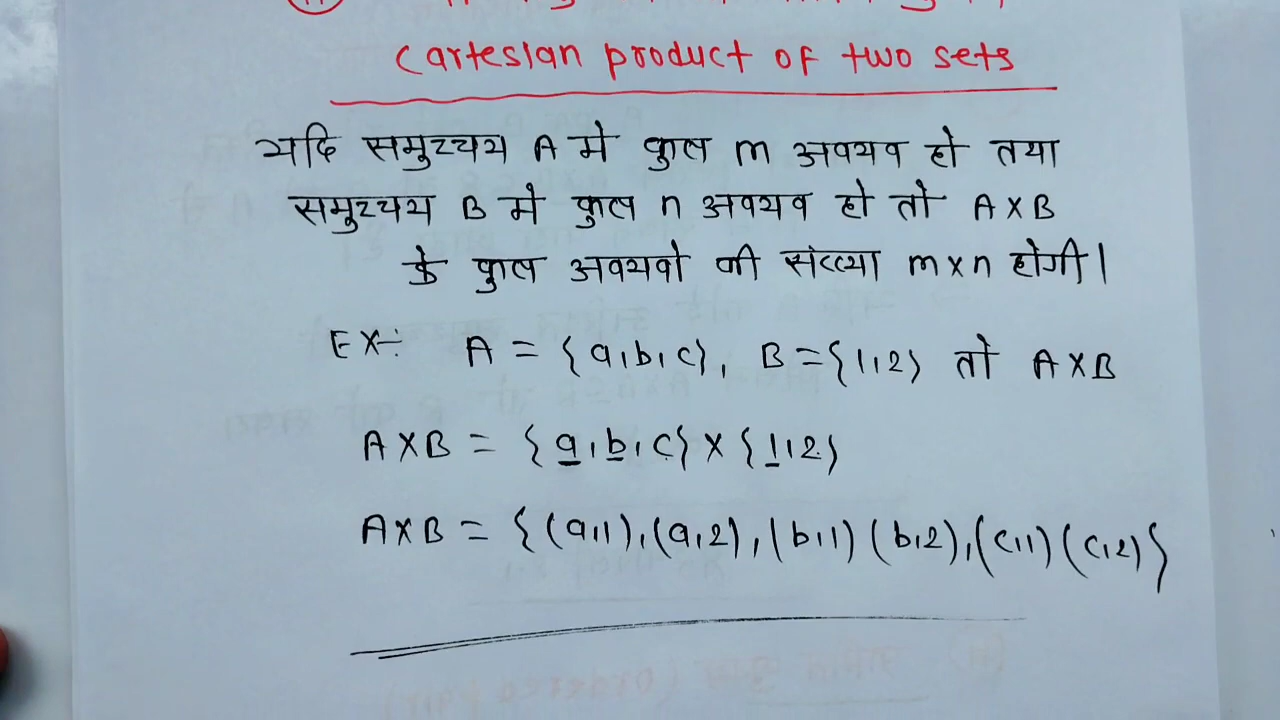 Cartesian product of two sets
यदि समुच्चय A मे कुल m अवयव हो तथा
समुच्चय B मे कुल n अवयव हो तो A×B
के कुल अवयवो की संख्या m×n होगी।
Ex:- A = {a,b,c}, B={1,2} तो A×B
A×B = {a,b,c}×{1,2}
A×B = {(a,1),(a,2),(b,1)(b,2),(c,1)(c,2)}